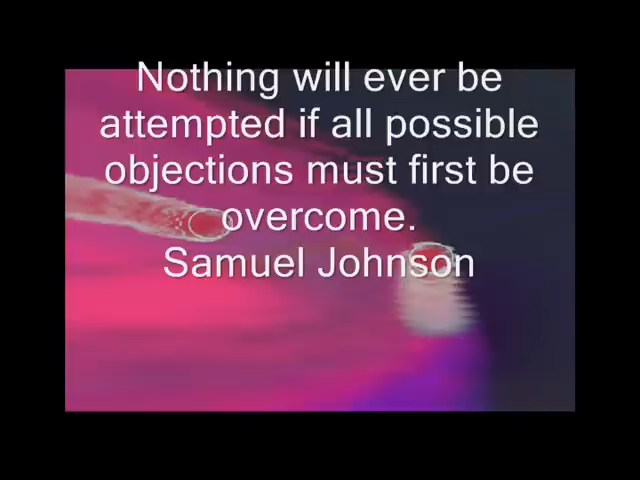 Nothing will ever be
attempted if all possible
objections must first be
overcome.
Samuel Johnson